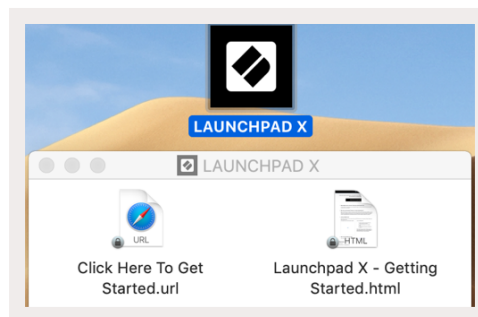 LAUNCHPAD X
LAUNCHPAD X
URL
HTML
Click Here To Get
Started.url
Launchpad X - Getting
Started.html